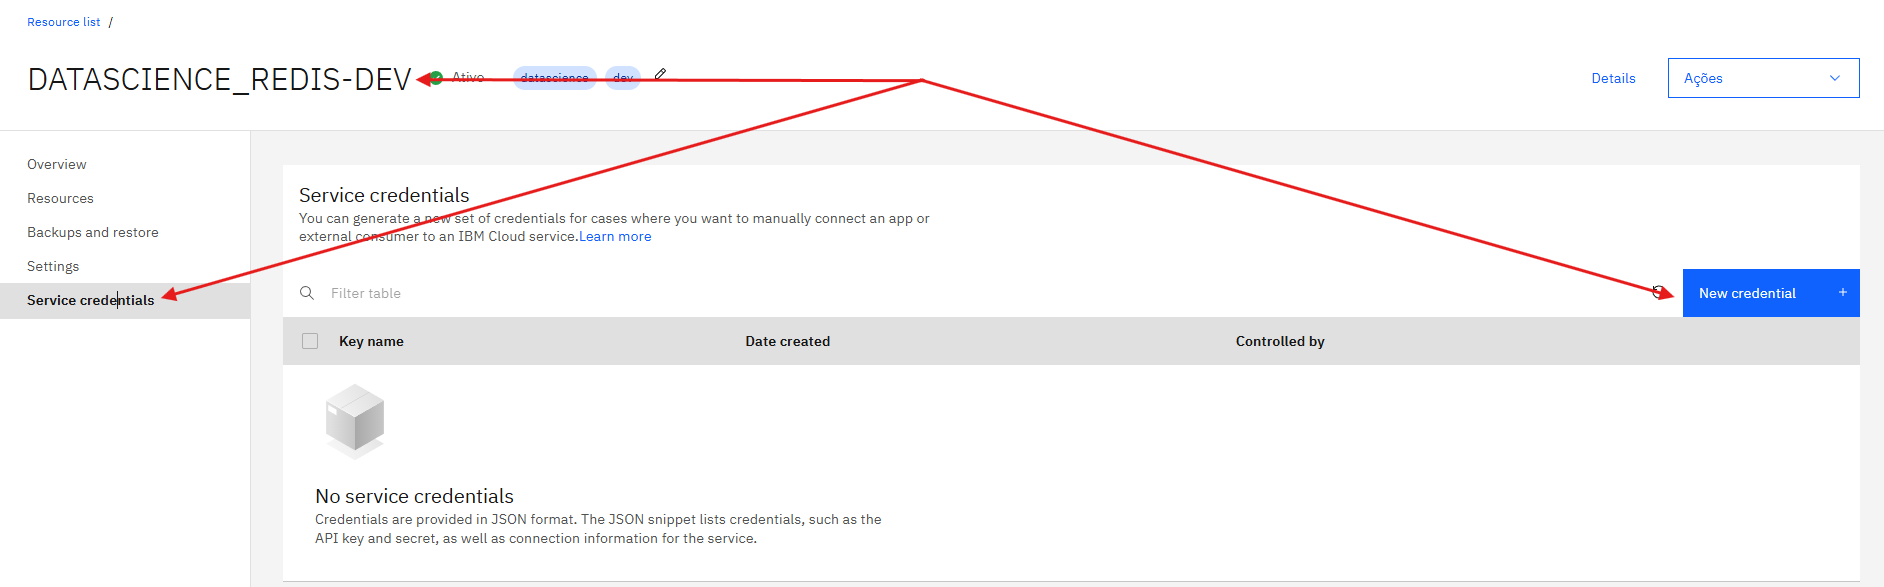 Resource list /
DATASCIENCE_REDIS-DEV
Ativo
datascience
dev
Details
Ações
Overview
Resources
Backups and restore
Settings
Service credentials
Service credentials
You can generate a new set of credentials for cases where you want to manually connect an app or
external consumer to an IBM Cloud service.Learn more
Filter table
New credential +
Key name
Date created
Controlled by
No service credentials
Credentials are provided in JSON format. The JSON snippet lists credentials, such as the
API key and secret, as well as connection information for the service.